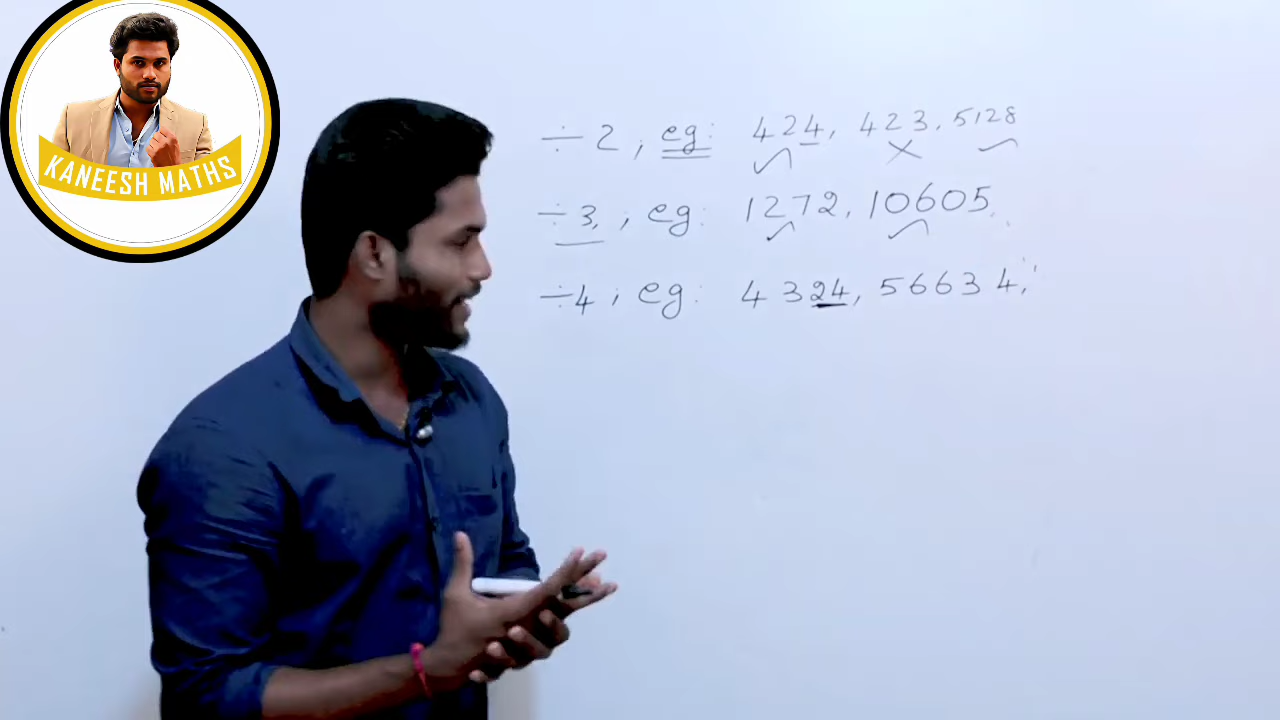 KANEESH MATHS
÷2, eg: 424, 423, 5128
÷3, ; eg: 1272, 10605
÷4 ; eg: 4324, 56634;